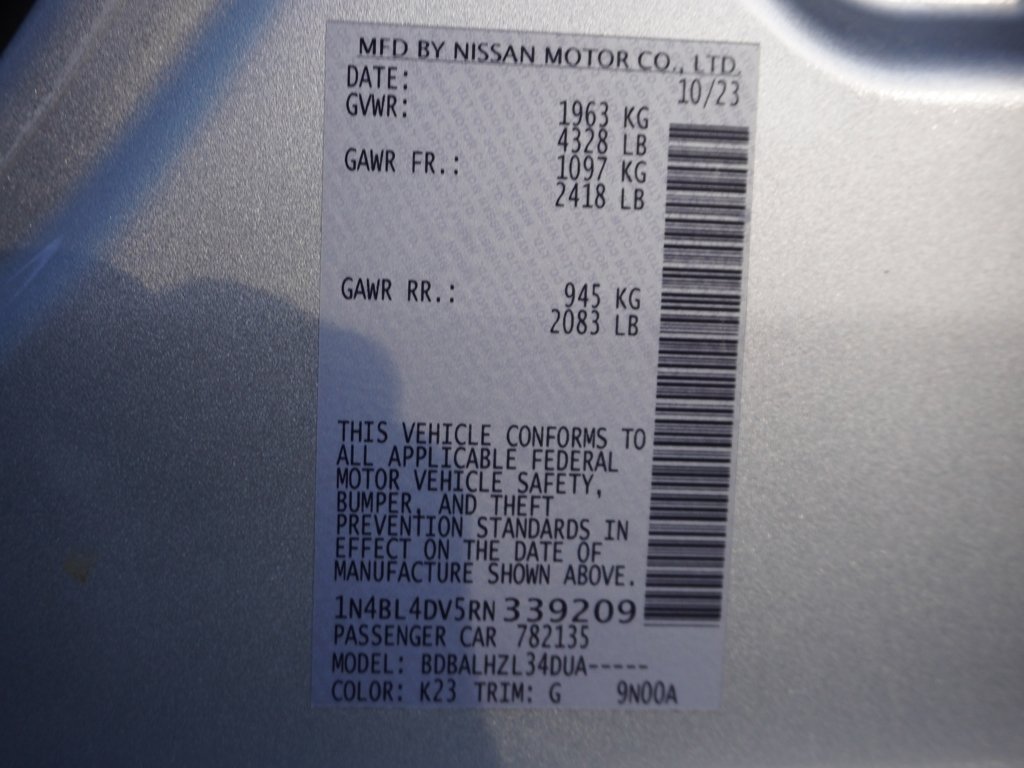 MFD BY NISSAN MOTOR CO., LTD.
DATE: 10/23
GVWR: 1963 KG
4328 LB
GAWR FR.: 1097 KG
2418 LB
GAWR RR.: 945 KG
2083 LB
THIS VEHICLE CONFORMS TO
ALL APPLICABLE FEDERAL
MOTOR VEHICLE SAFETY,
BUMPER, AND THEFT
PREVENTION STANDARDS IN
EFFECT ON THE DATE OF
MANUFACTURE SHOWN ABOVE.
1N4BL4DV5RN 339209
PASSENGER CAR 782135
MODEL: BDBALHZL34DUA-----
COLOR: K23 TRIM: G 9N00A